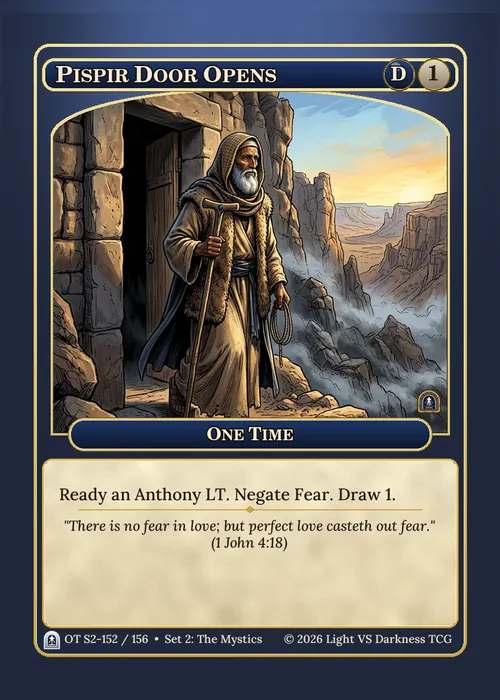 Pispir Door Opens
D 1
One Time
Ready an Anthony LT. Negate Fear. Draw 1.
"There is no fear in love; but perfect love casteth out fear."
(1 John 4:18)
OT S2-152 / 156 • Set 2: The Mystics © 2026 Light VS Darkness TCG